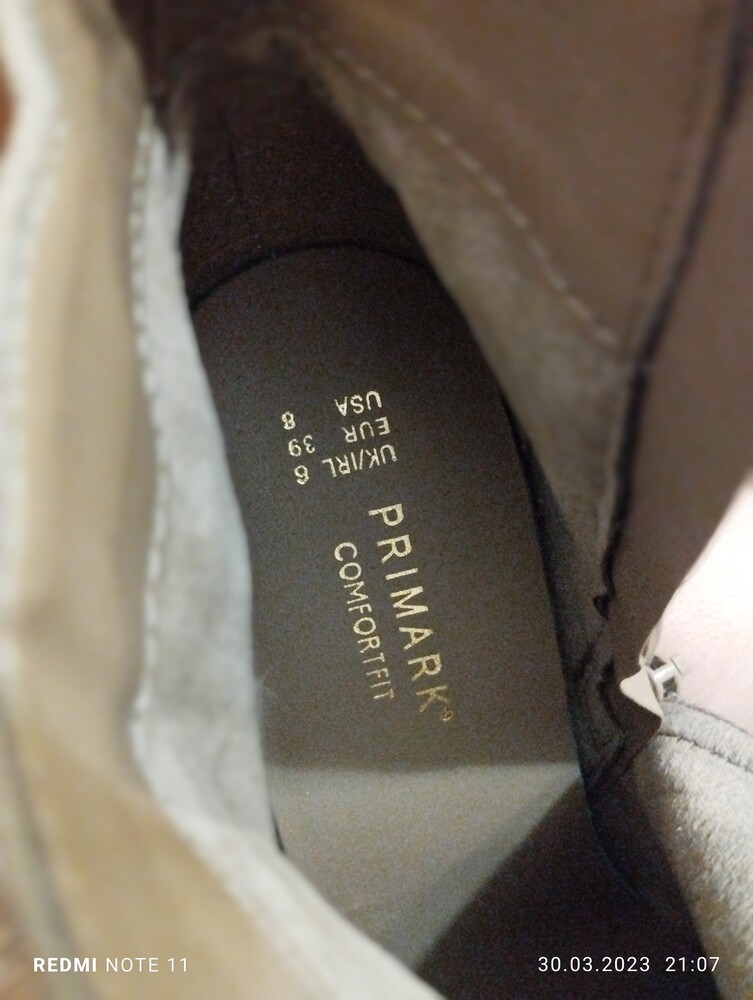 UK/IRL 6
EUR 39
USA 8
PRIMARK®
COMFORTFIT
REDMI NOTE 11
30.03.2023 21:07